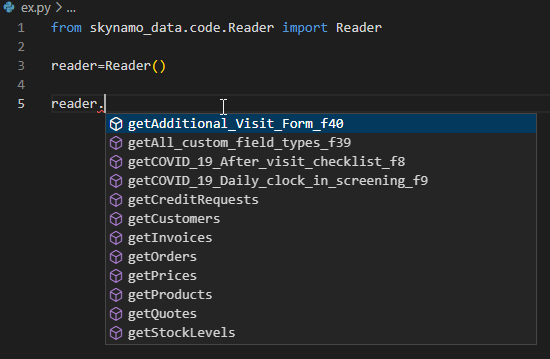 ex.py > ...
1 from skynamo_data.code.Reader import Reader
2
3 reader=Reader()
4
5 reader.
getAdditional_Visit_Form_f40
getAll_custom_field_types_f39
getCOVID_19_After_visit_checklist_f8
getCOVID_19_Daily_clock_in_screening_f9
getCreditRequests
getCustomers
getInvoices
getOrders
getPrices
getProducts
getQuotes
getStockLevels